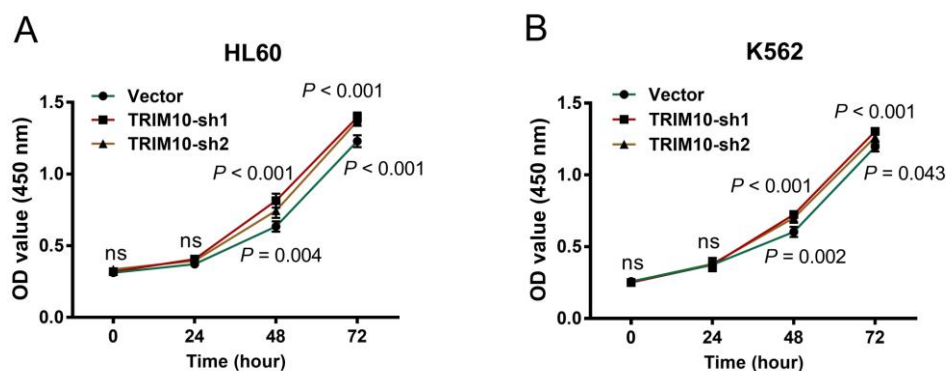 A
HL60
Vector
TRIM10-sh1
TRIM10-sh2
P < 0.001
P < 0.001
P < 0.001
P = 0.004
ns
ns
OD value (450 nm)
1.5
1.0
0.5
0.0
0 24 48 72
Time (hour)
B
K562
Vector
TRIM10-sh1
TRIM10-sh2
P < 0.001
P < 0.001
P = 0.043
P = 0.002
ns
ns
OD value (450 nm)
1.5
1.0
0.5
0.0
0 24 48 72
Time (hour)